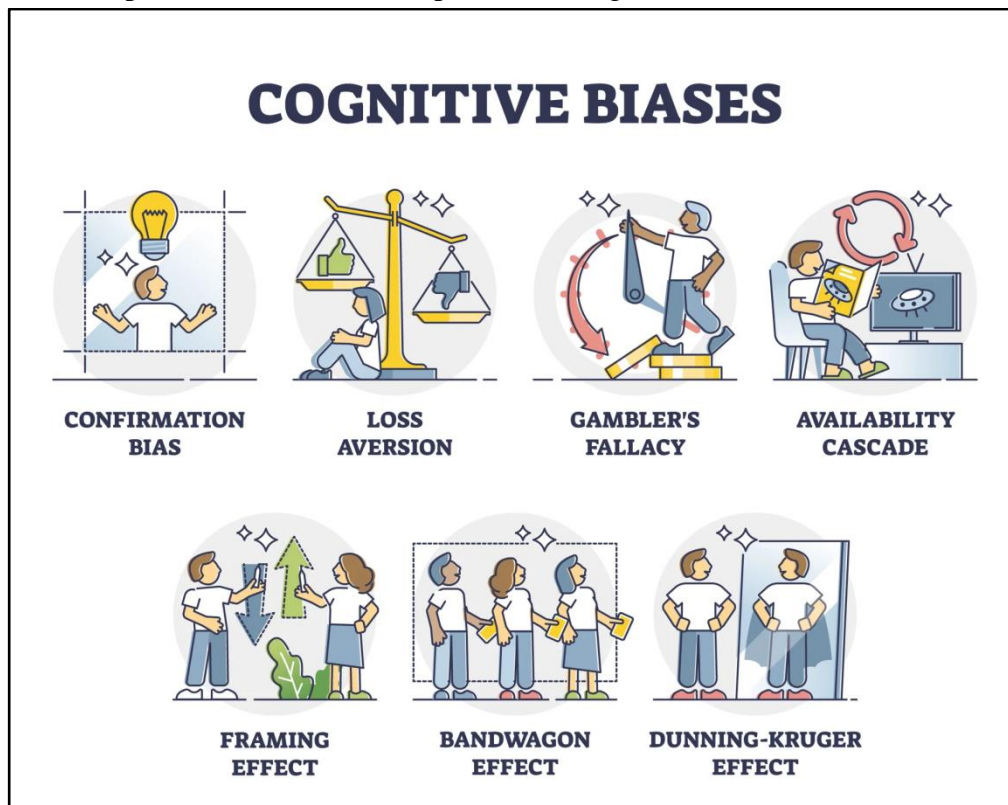 COGNITIVE BIASES
CONFIRMATION
BIAS
LOSS
AVERSION
GAMBLER'S
FALLACY
AVAILABILITY
CASCADE
FRAMING
EFFECT
BANDWAGON
EFFECT
DUNNING-KRUGER
EFFECT